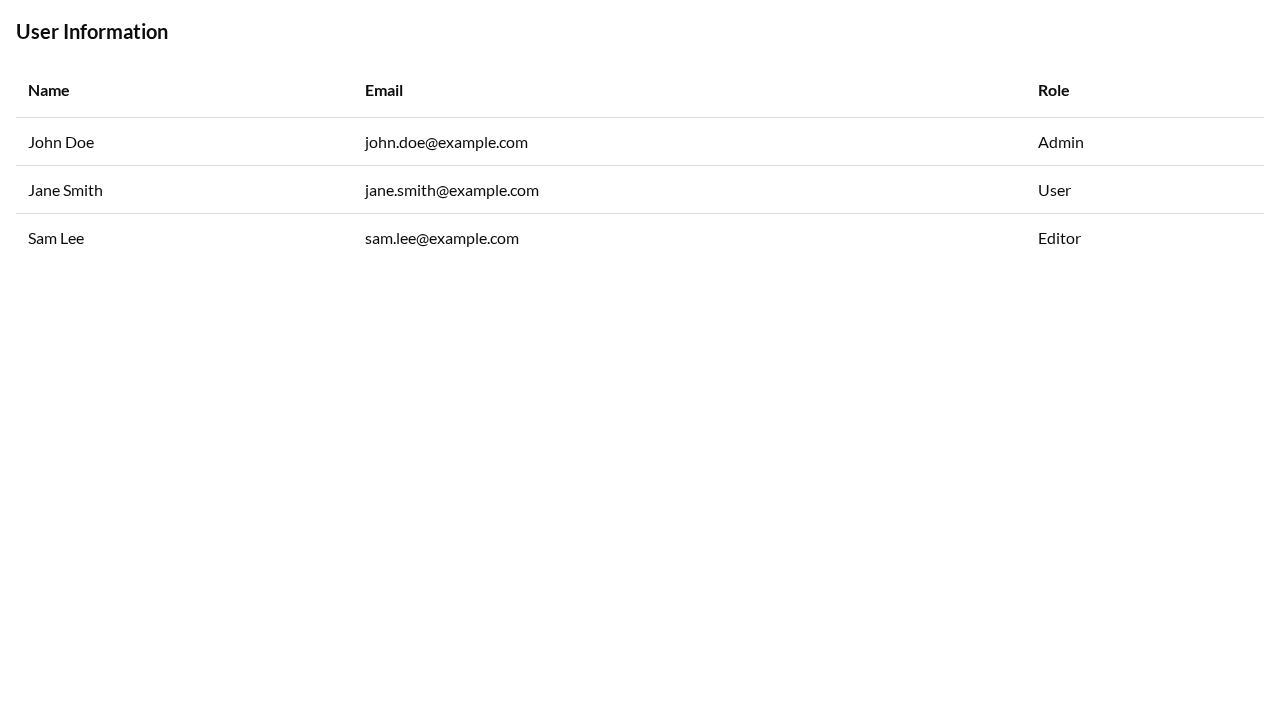 User Information
Name Email Role
John Doe john.doe@example.com Admin
Jane Smith jane.smith@example.com User
Sam Lee sam.lee@example.com Editor